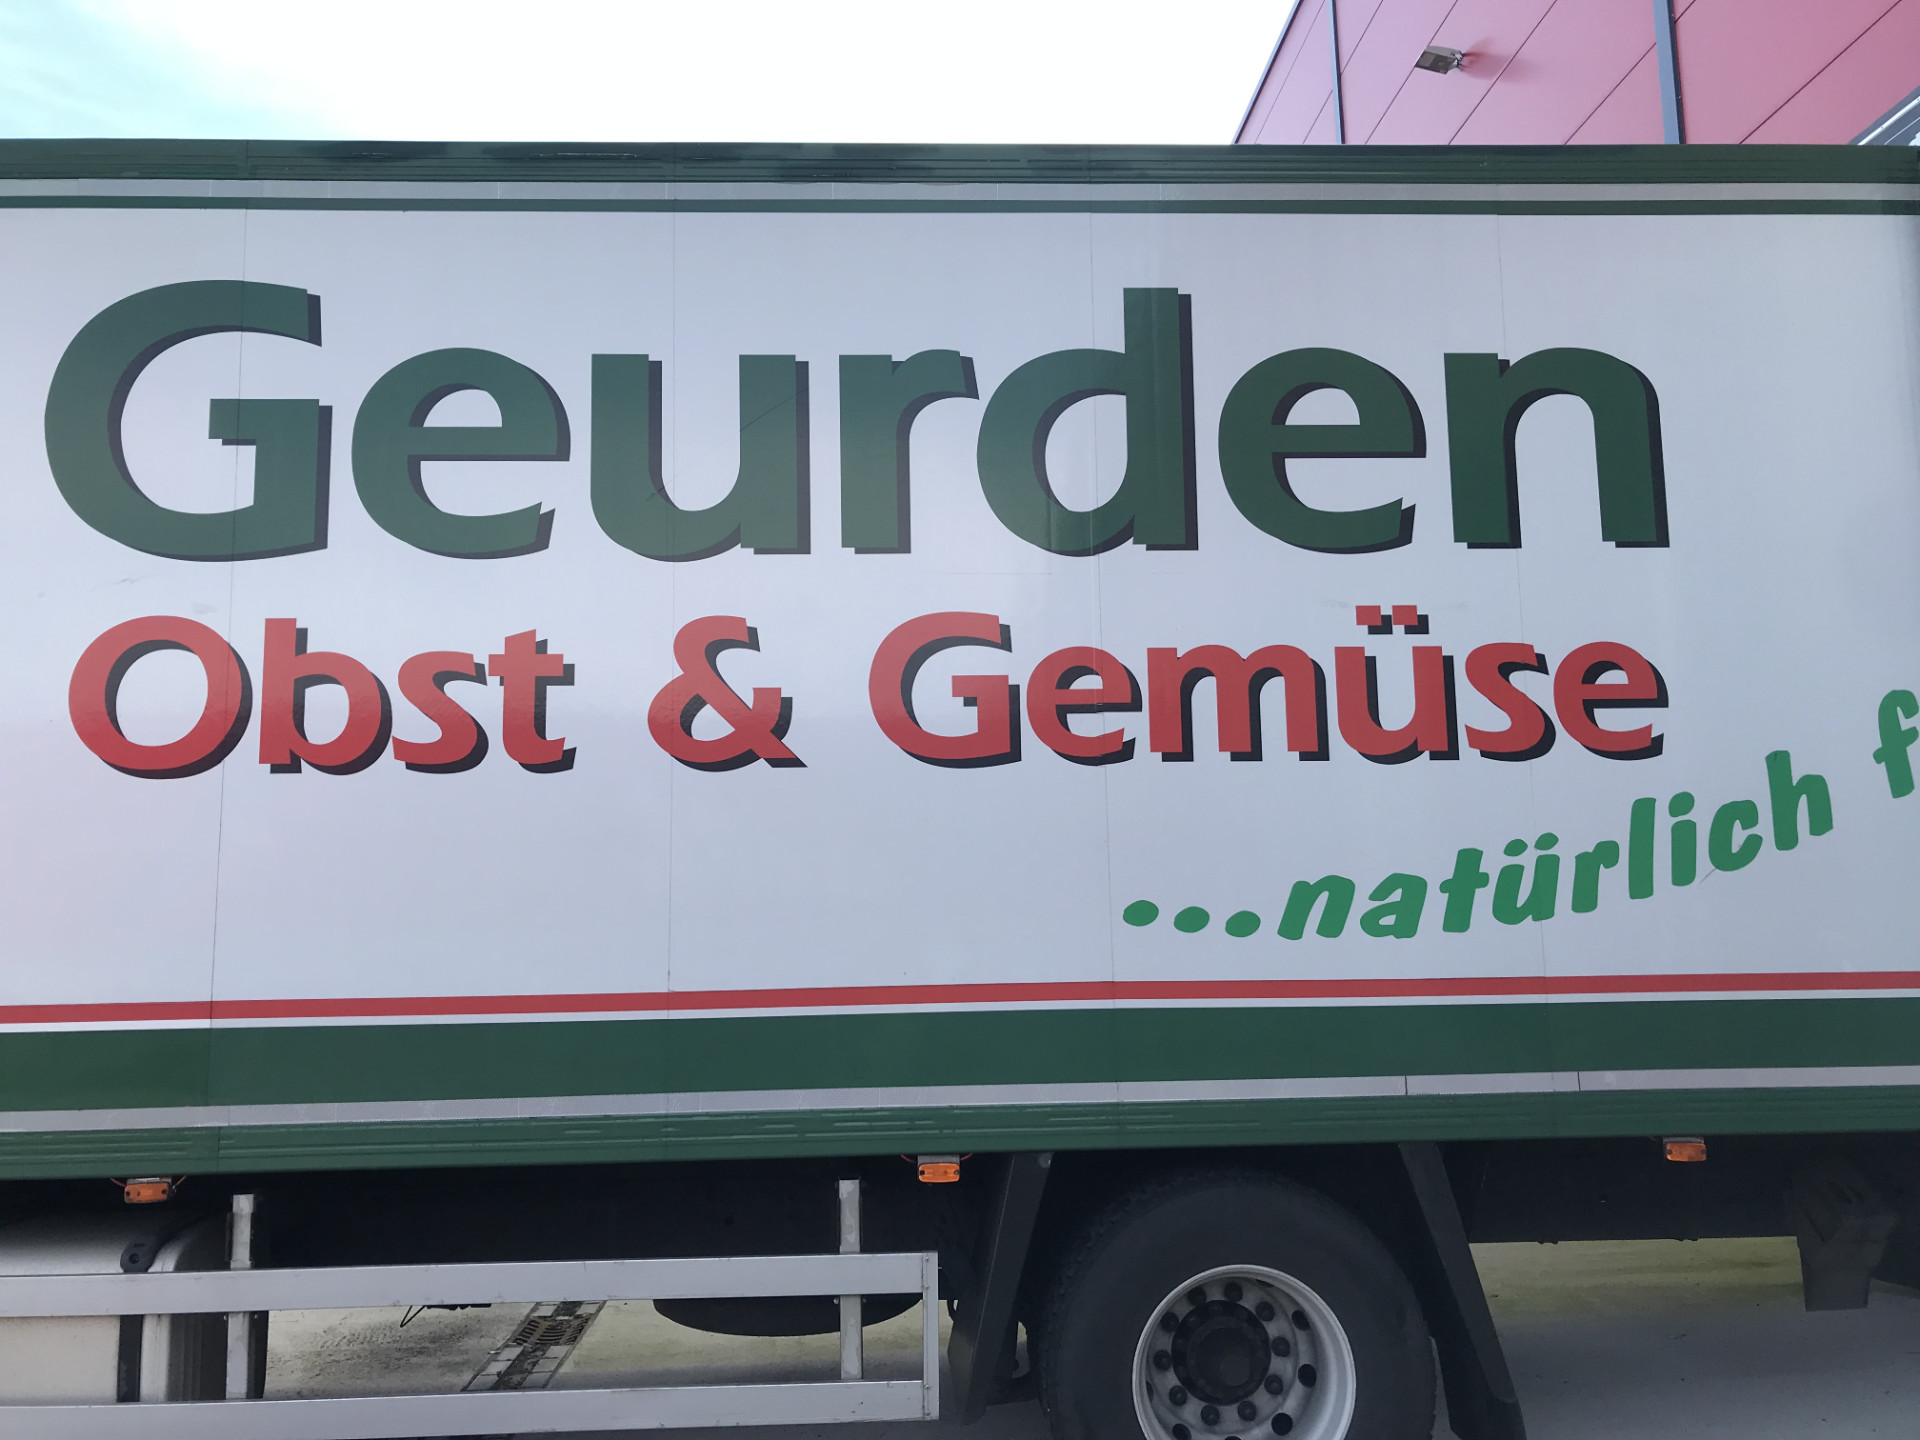 Geurden
Obst & Gemüse
...natürlich f